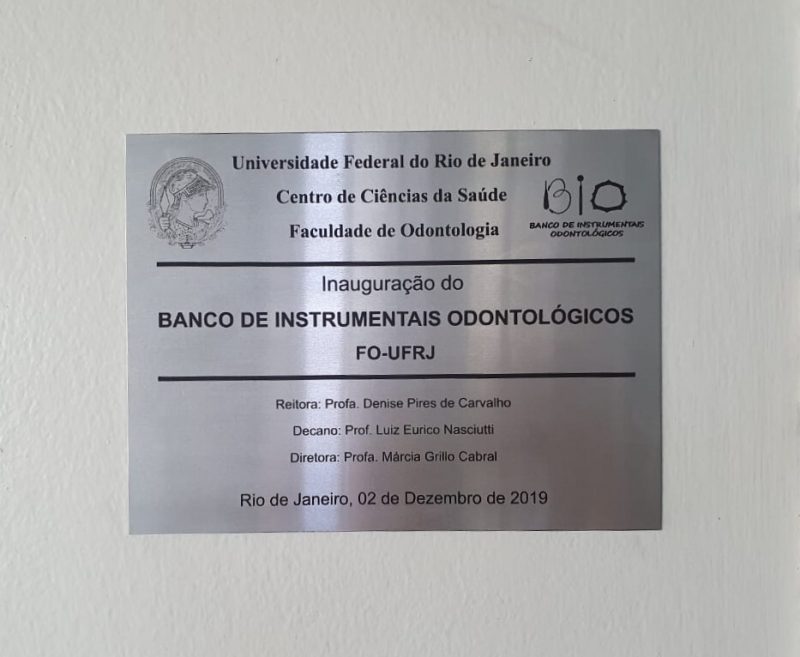 Universidade Federal do Rio de Janeiro
Centro de Ciências da Saúde
Faculdade de Odontologia
BIO
BANCO DE INSTRUMENTAIS
ODONTOLÓGICOS
Inauguração do
BANCO DE INSTRUMENTAIS ODONTOLÓGICOS
FO-UFRJ
Reitora: Profa. Denise Pires de Carvalho
Decano: Prof. Luiz Eurico Nasciutti
Diretora: Profa. Márcia Grillo Cabral
Rio de Janeiro, 02 de Dezembro de 2019